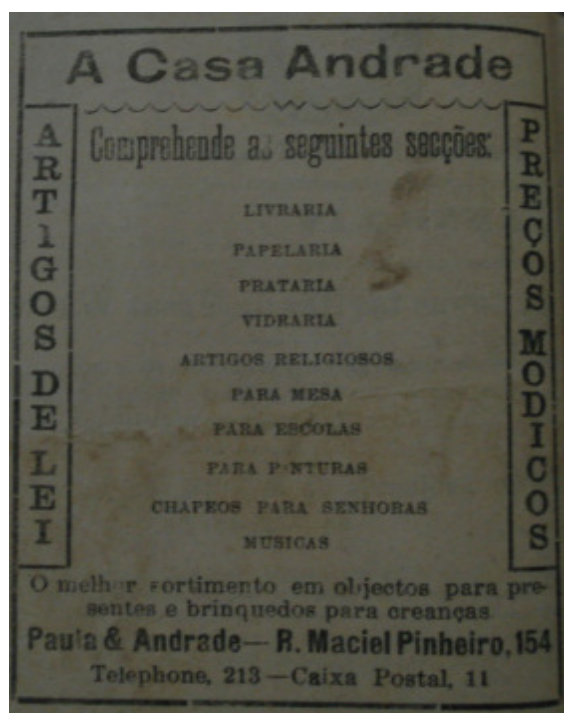 A Casa Andrade
Comprehende as seguintes secções:
ARTIGOS DE LEI
PREÇOS MODICOS
LIVRARIA
PAPELARIA
PRATARIA
VIDRARIA
ARTIGOS RELIGIOSOS
PARA MESA
PARA ESCOLAS
PARA PINTURAS
CHAPEOS PARA SENHORAS
MUSICAS
O melhor sortimento em objectos para pre-
sentes e brinquedos para creanças
Paula & Andrade — R. Maciel Pinheiro, 154
Telephone, 213 — Caixa Postal, 11